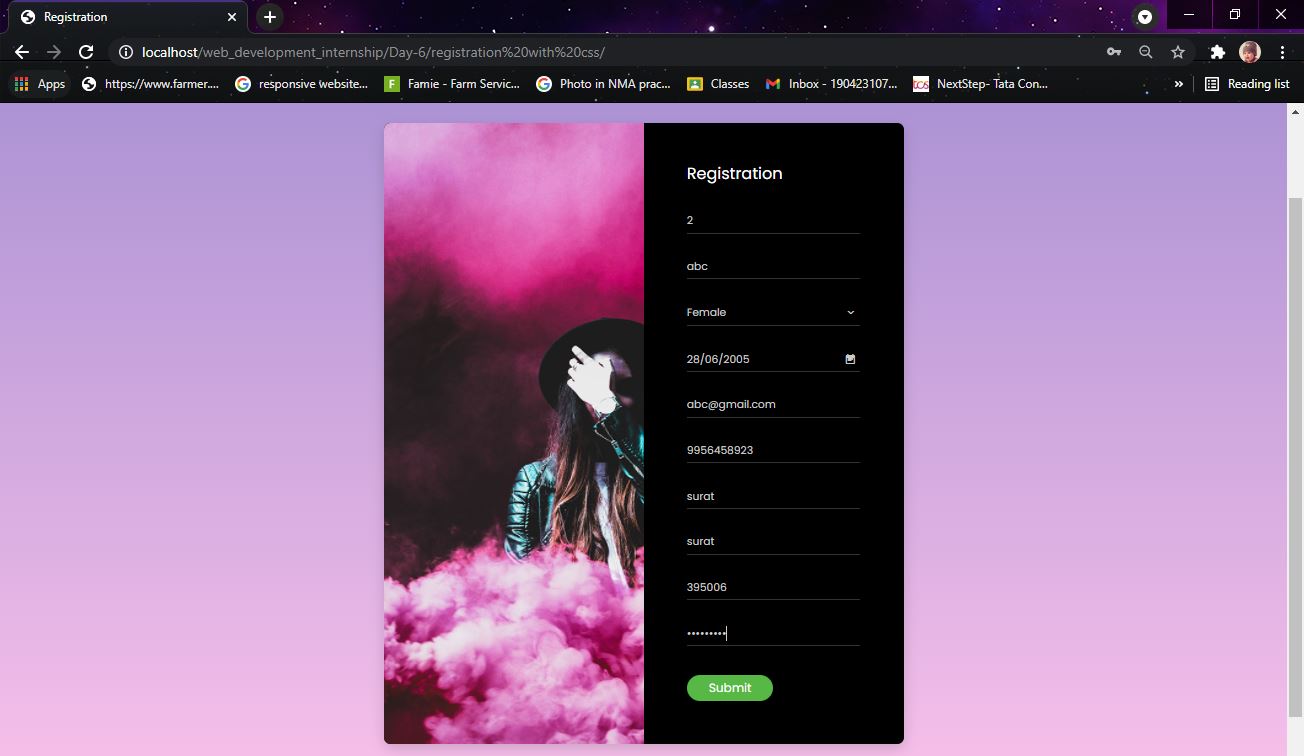 Registration
localhost/web_development_internship/Day-6/registration%20with%20css/
Apps https://www.farmer.... responsive website... Famie - Farm Servic... Photo in NMA prac... Classes Inbox - 190423107... NextStep- Tata Con... » Reading list
Registration
2
abc
Female
28/06/2005
abc@gmail.com
9956458923
surat
surat
395006
•••••••••
Submit